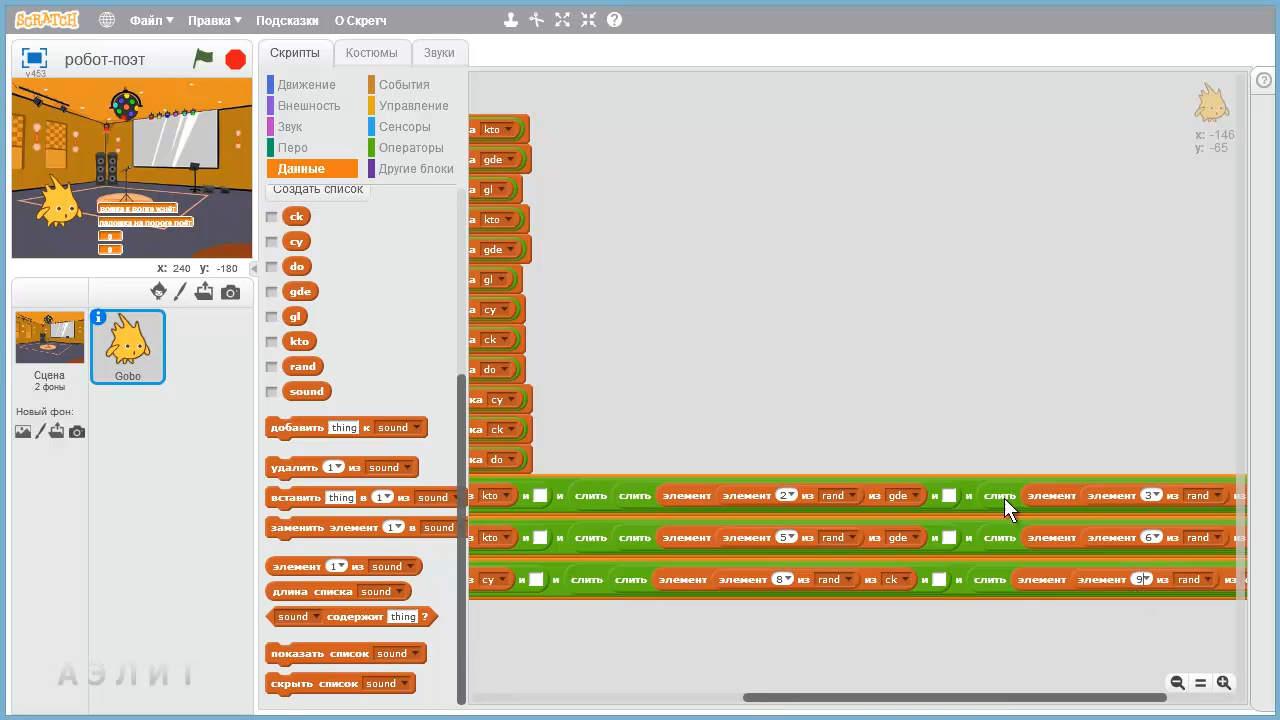 SCRATCH Файл Правка Подсказки О Скретч
v453 робот-поэт
x: 240 y: -180
Gobo
Сцена
2 фоны
Новый фон:
АЭЛИТ
Скрипты Костюмы Звуки
Движение События
Внешность Управление
Звук Сенсоры
Перо Операторы
Данные Другие блоки
Создать список
ck
cy
do
gde
gl
kto
rand
sound
добавить thing к sound
удалить 1 из sound
вставить thing в 1 из sound
заменить элемент 1 в sound
элемент 1 из sound
длина списка sound
sound содержит thing ?
показать список sound
скрыть список sound
а kto
а gde
а gl
а kto
а gde
а gl
а cy
а ck
а do
ка cy
ка ck
ка do
kto и и слить слить элемент элемент 2 из rand из gde и и слить элемент элемент 3 из rand из
kto и и слить слить элемент элемент 5 из rand из gde и и слить элемент элемент 6 из rand из
cy и и слить слить элемент элемент 8 из rand из ck и и слить элемент элемент 9 из rand из
x: -146
y: -65